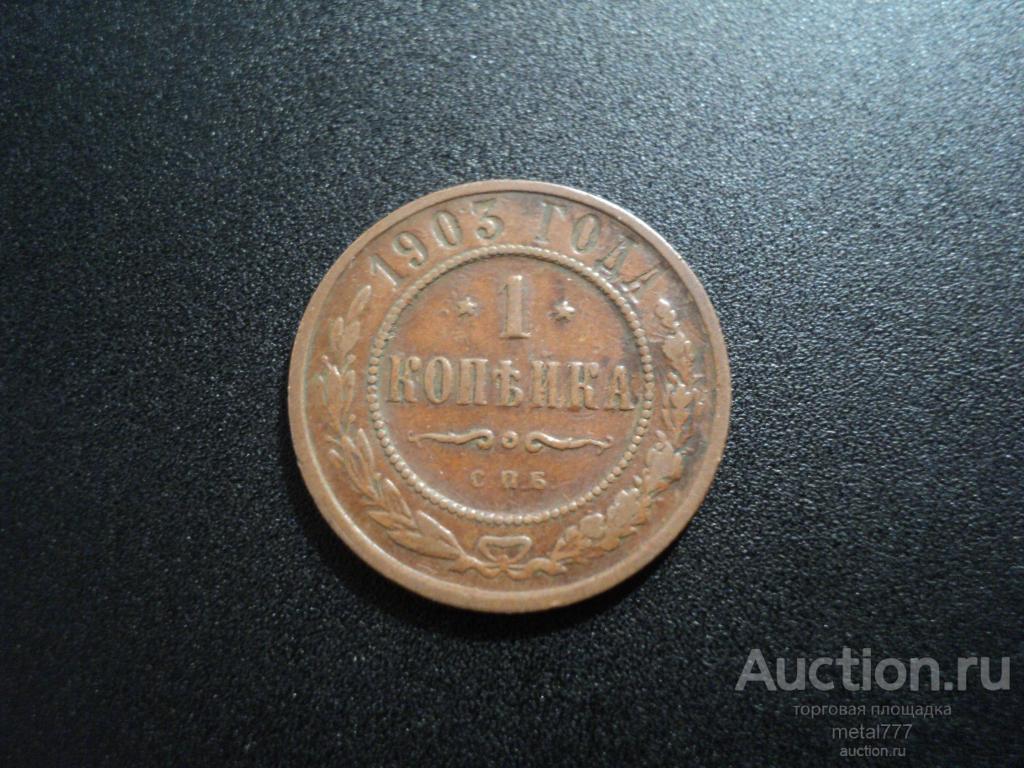 1903 ГОДА
* 1 *
КОПѢЙКА
С.П.Б.
Auction.ru
торговая площадка
metal777
auction.ru